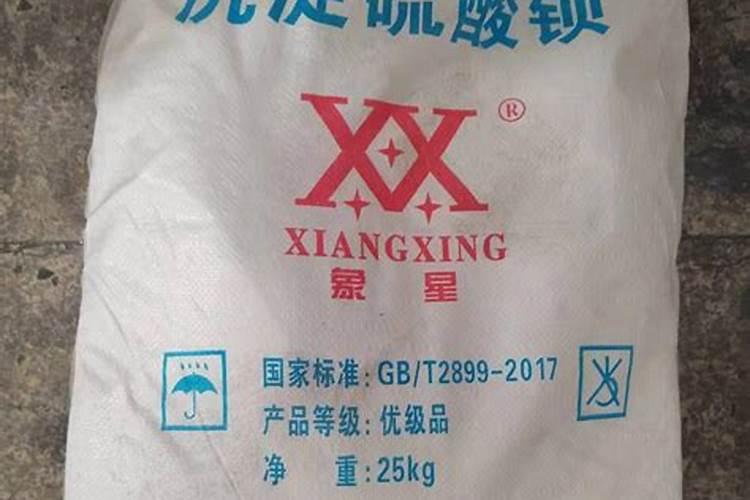 沉淀硫酸钡
XX®
XIANGXING
象星
国家标准:GB/T2899-2017
产品等级:优级品
净 重:25kg